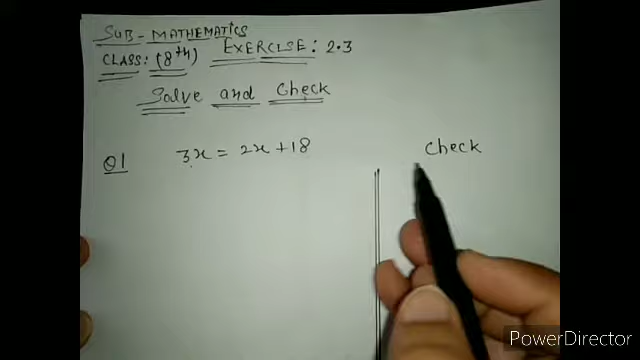 SUB- MATHEMATICS
CLASS: (8th) EXERCISE: 2.3
Solve and Check
Q1 3x = 2x + 18 Check
PowerDirector